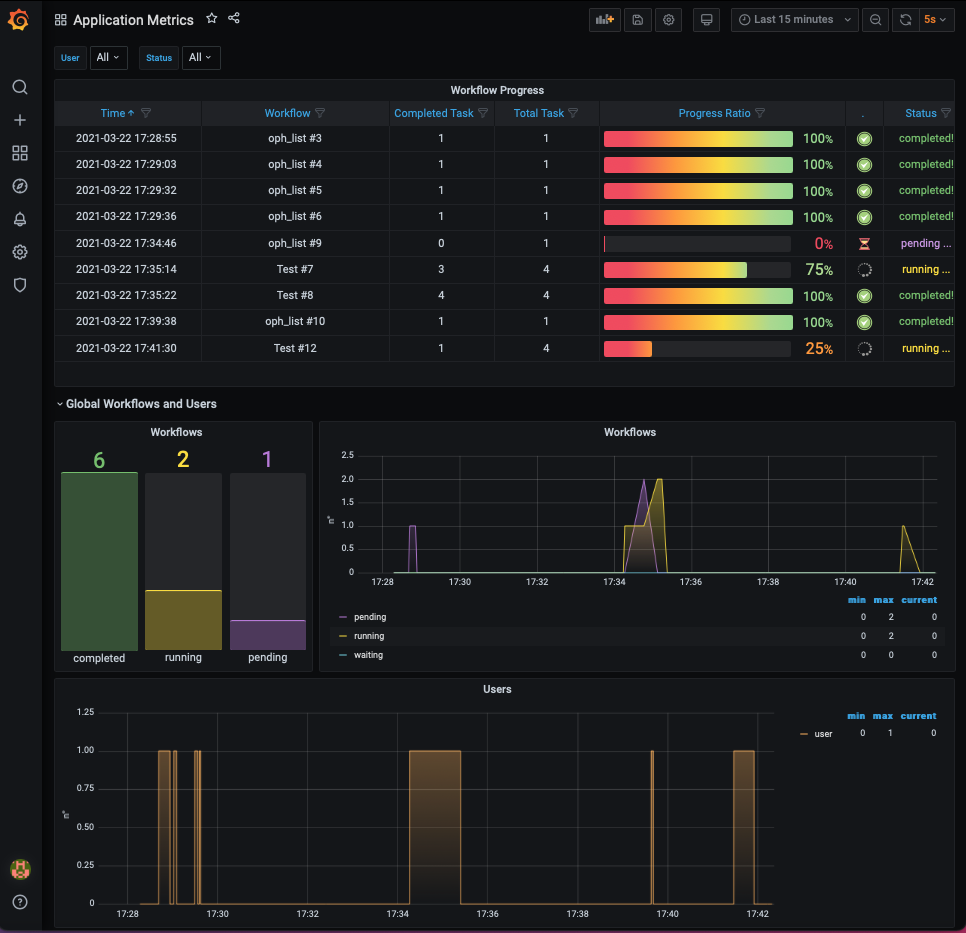 Application Metrics
Last 15 minutes
5s
User
All
Status
All
Workflow Progress
Time Workflow Completed Task Total Task Progress Ratio . Status
2021-03-22 17:28:55 oph_list #3 1 1 100% completed!
2021-03-22 17:29:03 oph_list #4 1 1 100% completed!
2021-03-22 17:29:32 oph_list #5 1 1 100% completed!
2021-03-22 17:29:36 oph_list #6 1 1 100% completed!
2021-03-22 17:34:46 oph_list #9 0 1 0% pending ...
2021-03-22 17:35:14 Test #7 3 4 75% running ...
2021-03-22 17:35:22 Test #8 4 4 100% completed!
2021-03-22 17:39:38 oph_list #10 1 1 100% completed!
2021-03-22 17:41:30 Test #12 1 4 25% running ...
Global Workflows and Users
Workflows
6 2 1
completed running pending
Workflows
2.5
2.0
1.5
1.0
0.5
0
n°
17:28 17:30 17:32 17:34 17:36 17:38 17:40 17:42
min max current
pending 0 2 0
running 0 2 0
waiting 0 0 0
Users
1.25
1.00
0.75
0.50
0.25
0
n°
17:28 17:30 17:32 17:34 17:36 17:38 17:40 17:42
min max current
user 0 1 0